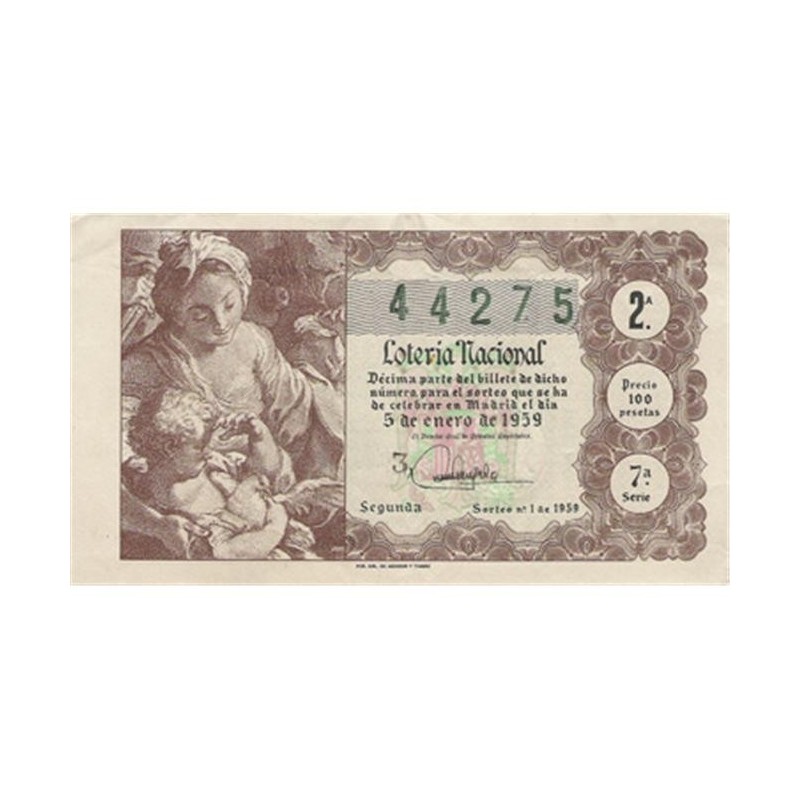 44275
2.ª
Lotería Nacional
Décima parte del billete de dicho
número para el sorteo que se ha
de celebrar en Madrid el día
5 de enero de 1959
Precio
100
pesetas
3
7ª
Serie
Segunda
Sorteo nº 1 de 1959